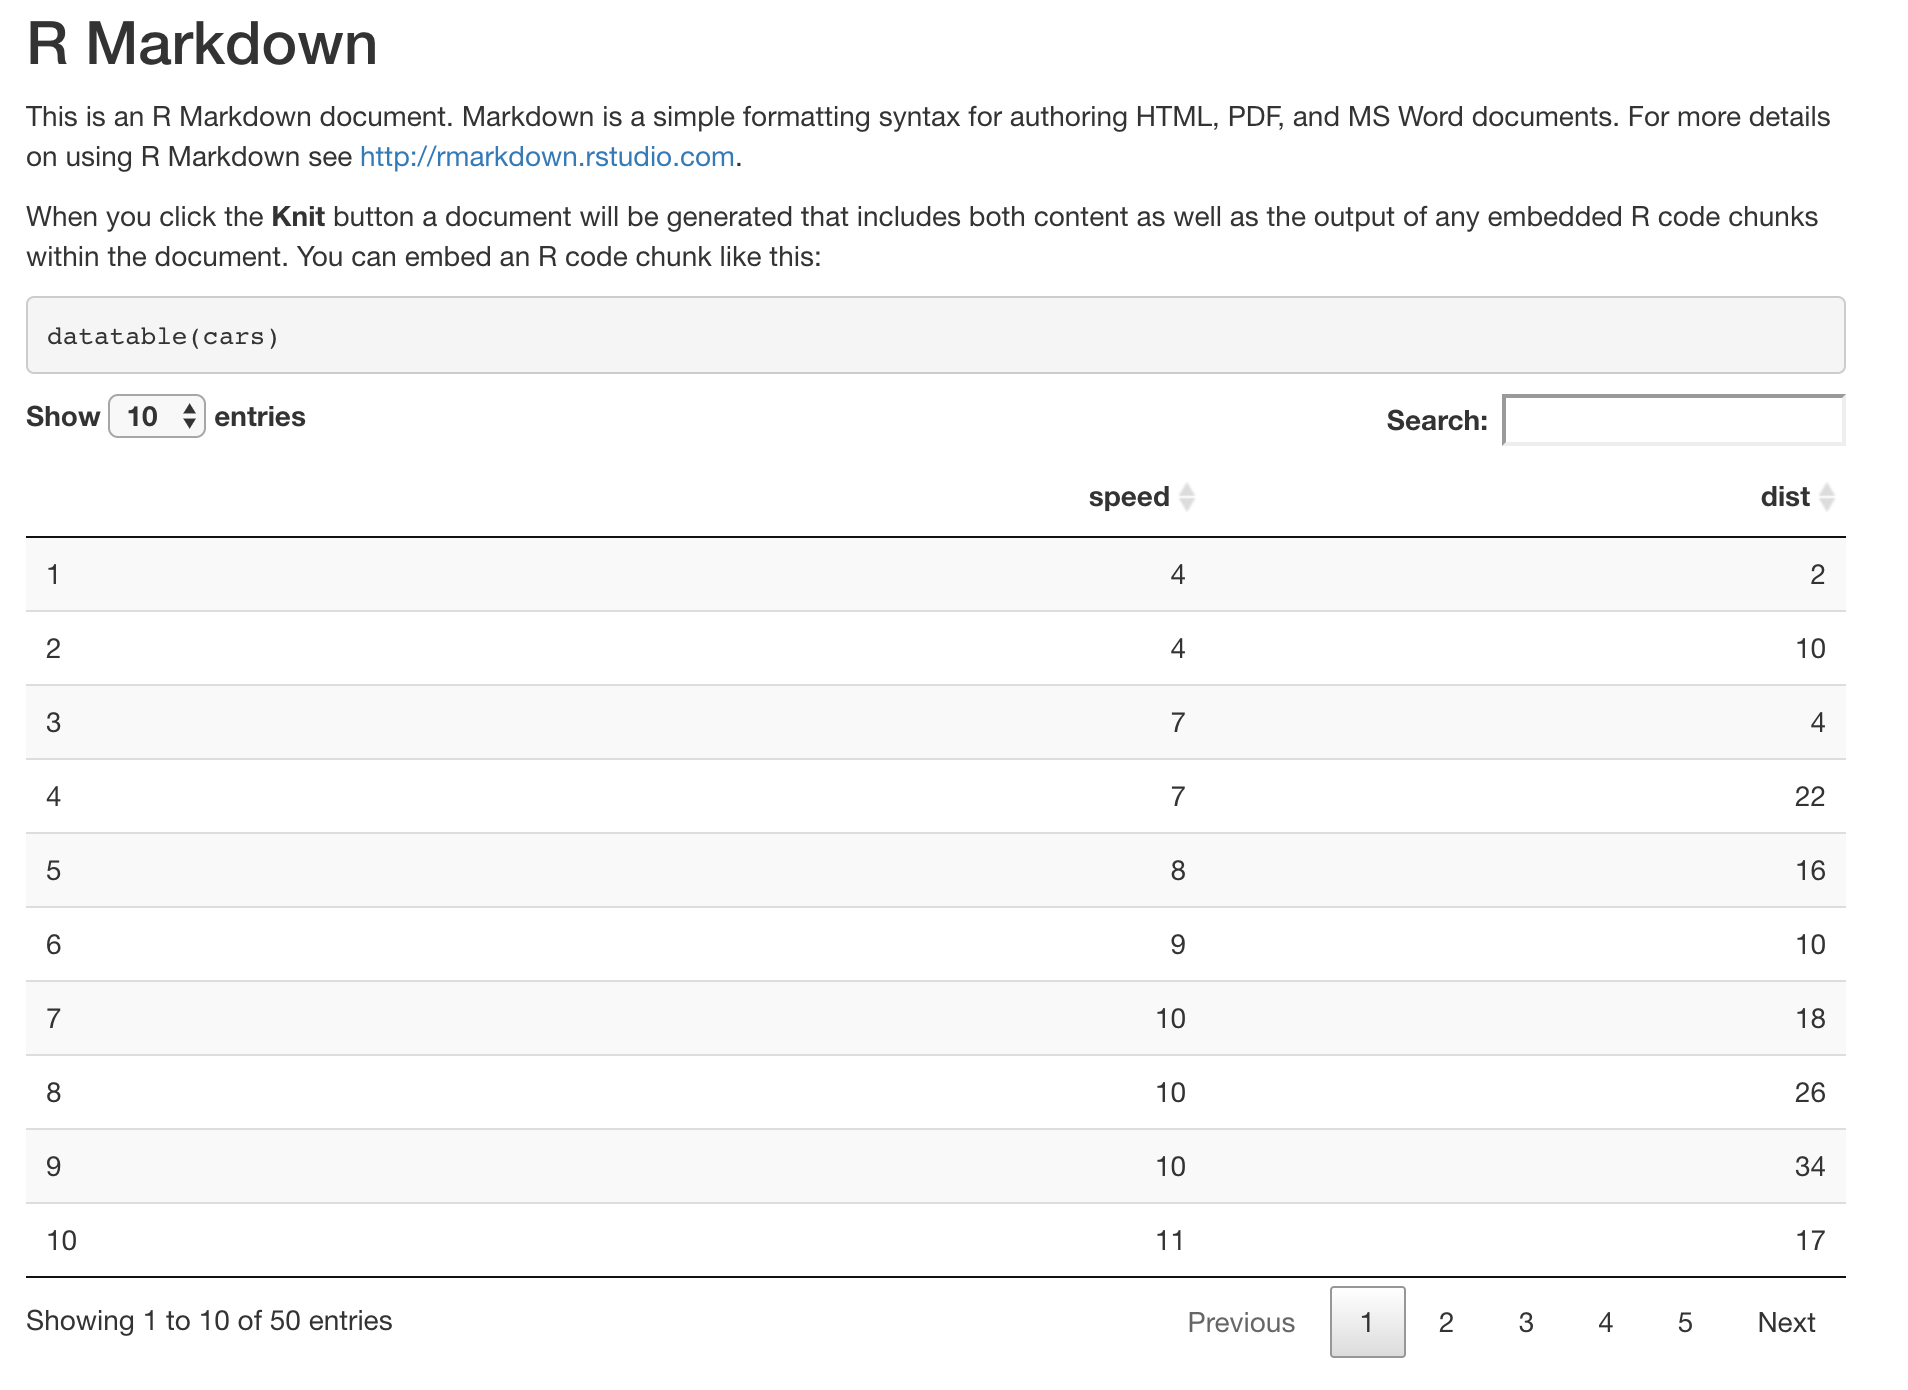 R Markdown
This is an R Markdown document. Markdown is a simple formatting syntax for authoring HTML, PDF, and MS Word documents. For more details
on using R Markdown see http://rmarkdown.rstudio.com.
When you click the Knit button a document will be generated that includes both content as well as the output of any embedded R code chunks
within the document. You can embed an R code chunk like this:
datatable(cars)
Show 10 entries Search:
speed dist
1 4 2
2 4 10
3 7 4
4 7 22
5 8 16
6 9 10
7 10 18
8 10 26
9 10 34
10 11 17
Showing 1 to 10 of 50 entries Previous 1 2 3 4 5 Next